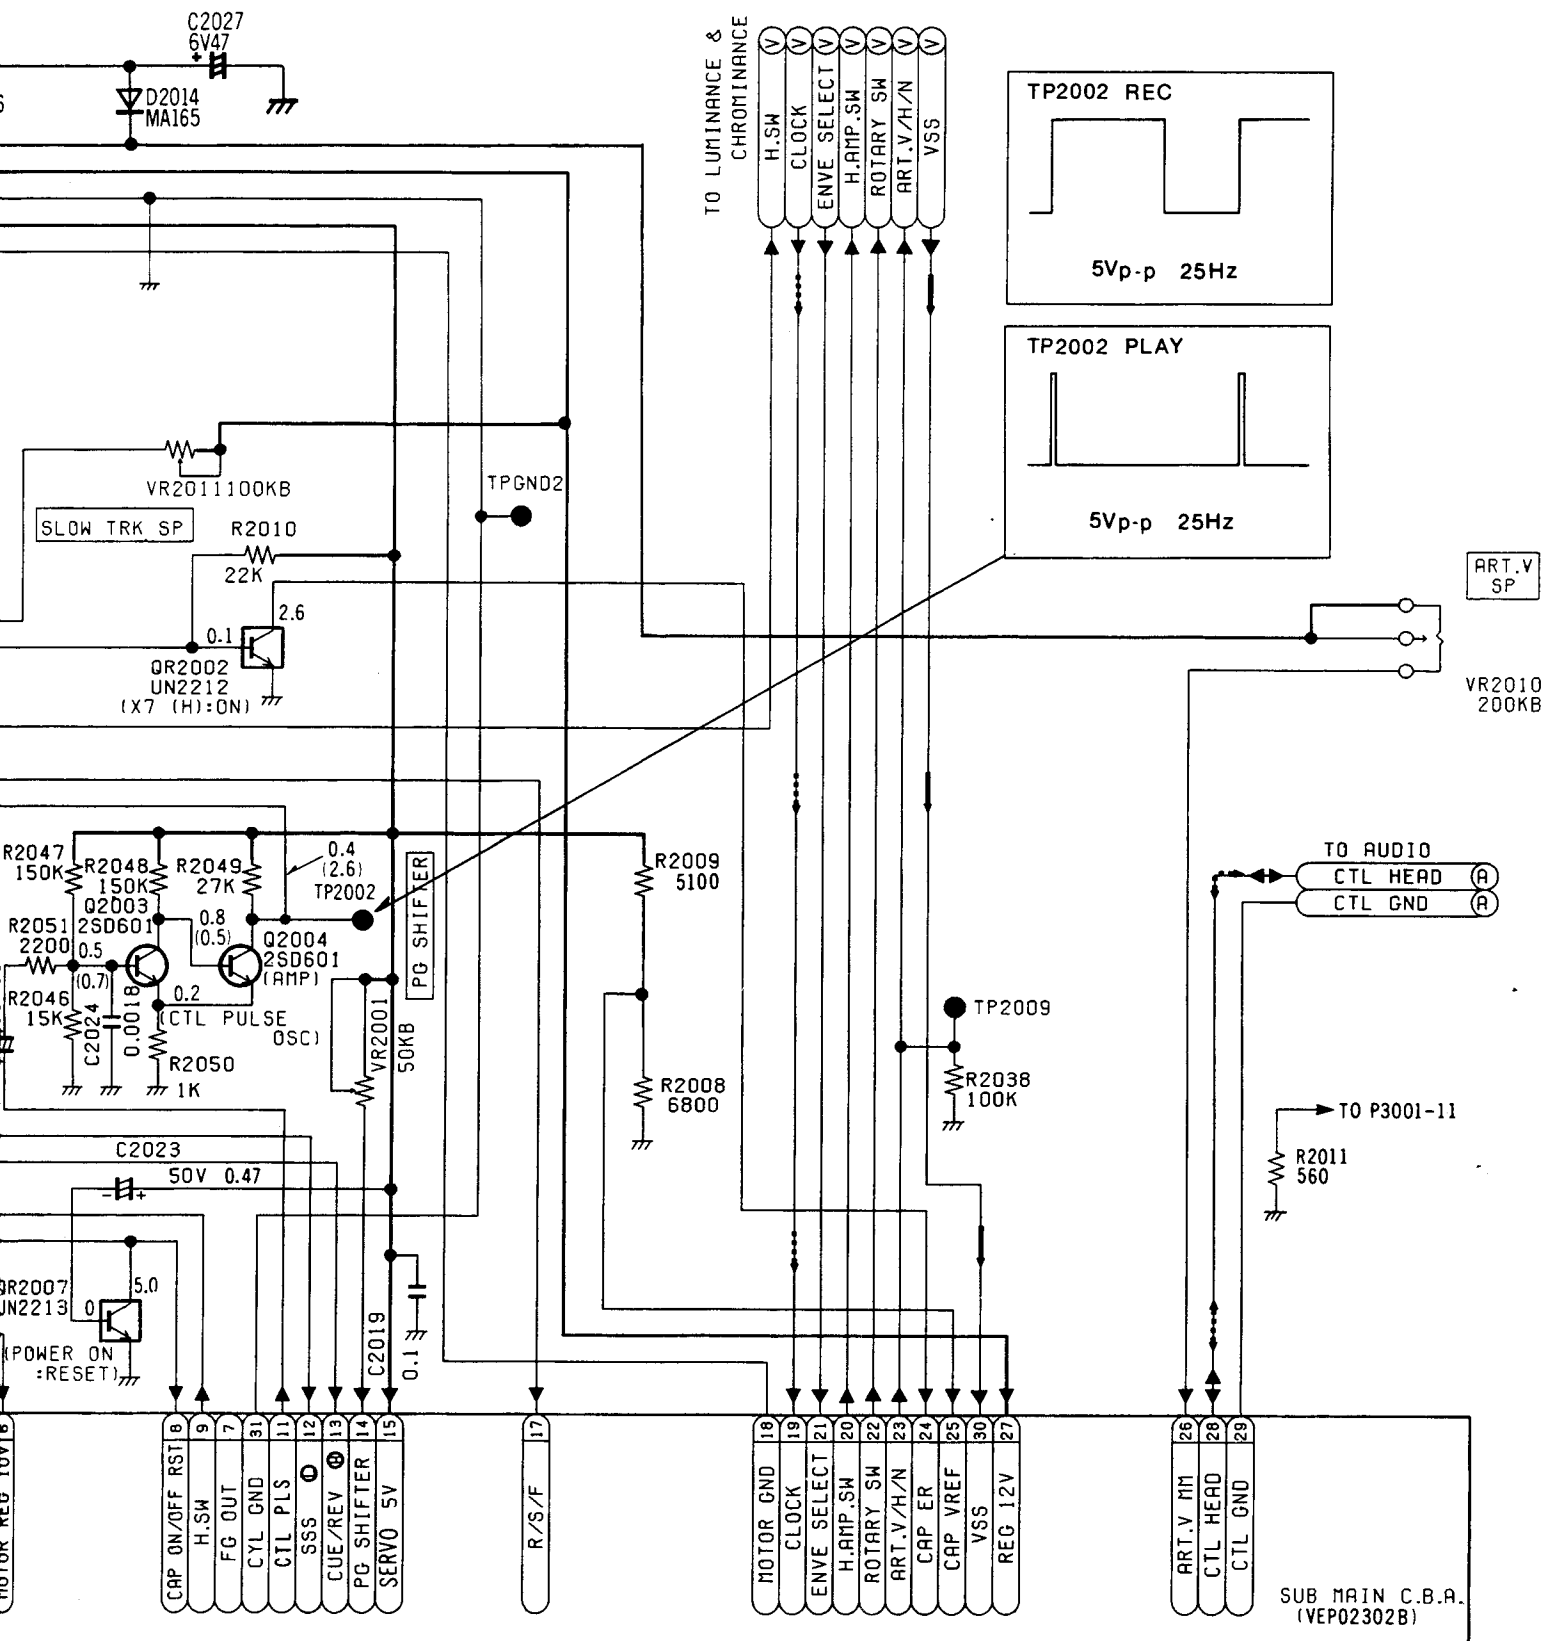 C2027
6V47
+
D2014
MA165
TO LUMINANCE &
CHROMINANCE
H.SW V
CLOCK V
ENVE SELECT V
H.AMP.SW V
ROTARY SW V
ART.V/H/N V
VSS V
TP2002 REC
5Vp-p 25Hz
TP2002 PLAY
5Vp-p 25Hz
VR2011100KB
SLOW TRK SP
R2010
22K
TPGND2
2.6
0.1
QR2002
UN2212
(X7 (H):ON)
ART.V
SP
VR2010
200KB
R2047
150K
R2048
150K
R2049
27K
0.4
(2.6)
TP2002
PG SHIFTER
R2009
5100
TO AUDIO
CTL HEAD A
CTL GND A
Q2003
2SD601
R2051
2200
0.5
(0.7)
0.8
(0.5)
Q2004
2SD601
(AMP)
0.2
(CTL PULSE
OSC)
R2046
15K
C2024
0.0018
R2050
1K
VR2001
50KB
R2008
6800
TP2009
R2038
100K
TO P3001-11
R2011
560
C2023
50V 0.47
- +
QR2007
UN2213
0
5.0
(POWER ON
:RESET)
C2019
0.1
MOTOR REG 10V 6
CAP ON/OFF RST 8
H.SW 9
FG OUT 7
CYL GND 31
CTL PLS 11
SSS L 12
CUE/REV H 13
PG SHIFTER 14
SERVO 5V 15
R/S/F 17
MOTOR GND 18
CLOCK 19
ENVE SELECT 21
H.AMP.SW 20
ROTARY SW 22
ART.V/H/N 23
CAP ER 24
CAP VREF 25
VSS 30
REG 12V 27
ART.V MM 26
CTL HEAD 28
CTL GND 29
SUB MAIN C.B.A.
(VEP02302B)